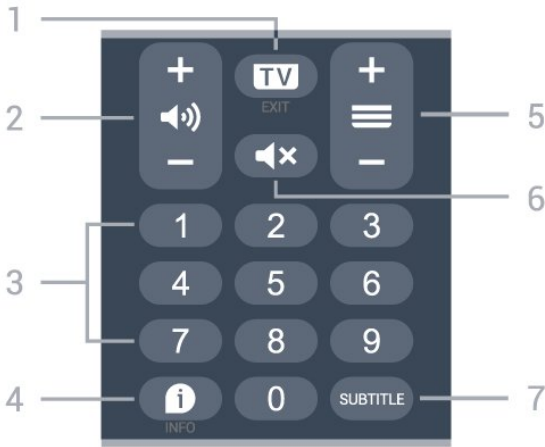 1
+ TV +
EXIT
2 5
- -
6
1 2 3
3
4 5 6
7 8 9
4 i 0 SUBTITLE 7
INFO